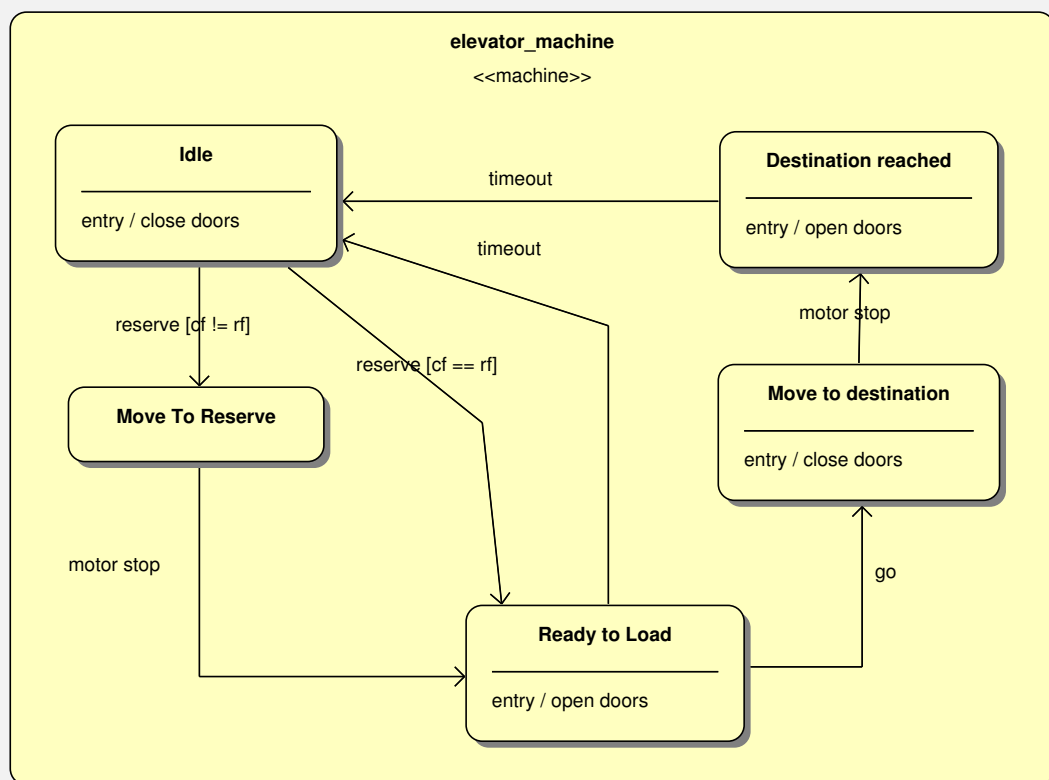 elevator_machine
<<machine>>
Idle
entry / close doors
timeout
Destination reached
entry / open doors
timeout
reserve [cf != rf]
reserve [cf == rf]
motor stop
Move To Reserve
Move to destination
entry / close doors
motor stop
go
Ready to Load
entry / open doors